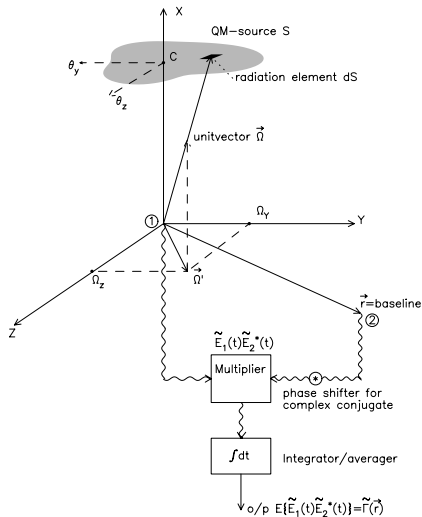 X
QM-source S
C
θy
θz
radiation element dS
unitvector Ω⃗
①
ΩY
Y
Ωz
Ω⃗'
Z
r⃗=baseline
②
Ẽ₁(t)Ẽ₂*(t)
Multiplier
*
phase shifter for
complex conjugate
∫dt
Integrator/averager
o/p E{Ẽ₁(t)Ẽ₂*(t)}=Γ̃(r⃗)